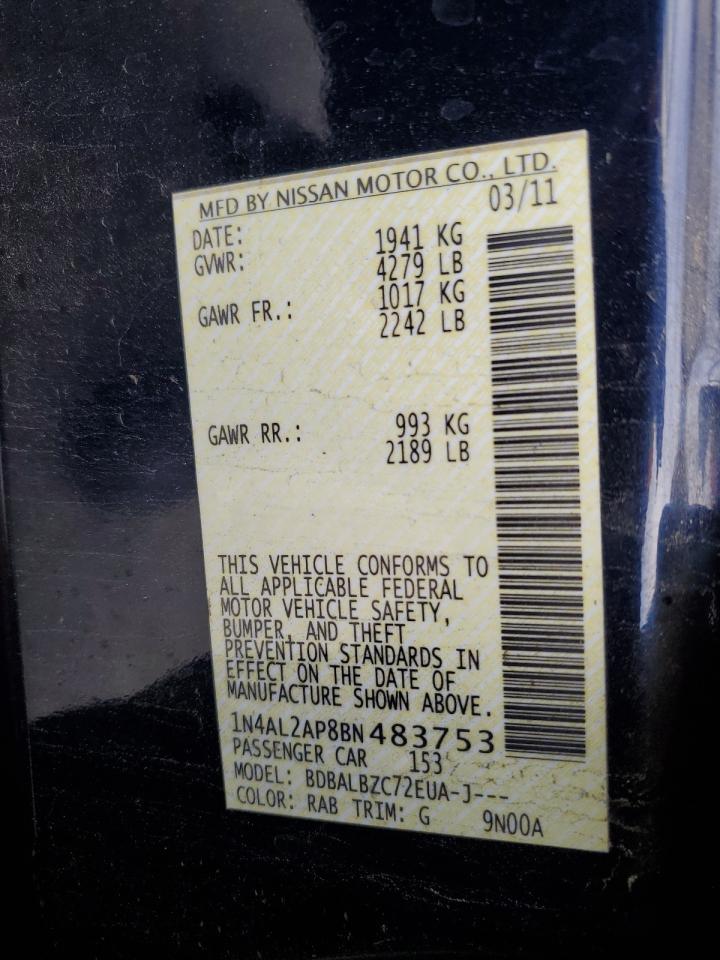 MFD BY NISSAN MOTOR CO., LTD.
DATE: 03/11
GVWR: 1941 KG
4279 LB
GAWR FR.: 1017 KG
2242 LB
GAWR RR.: 993 KG
2189 LB
THIS VEHICLE CONFORMS TO
ALL APPLICABLE FEDERAL
MOTOR VEHICLE SAFETY,
BUMPER, AND THEFT
PREVENTION STANDARDS IN
EFFECT ON THE DATE OF
MANUFACTURE SHOWN ABOVE.
1N4AL2AP8BN483753
PASSENGER CAR 153
MODEL: BDBALBZC72EUA-J---
COLOR: RAB TRIM: G 9N00A